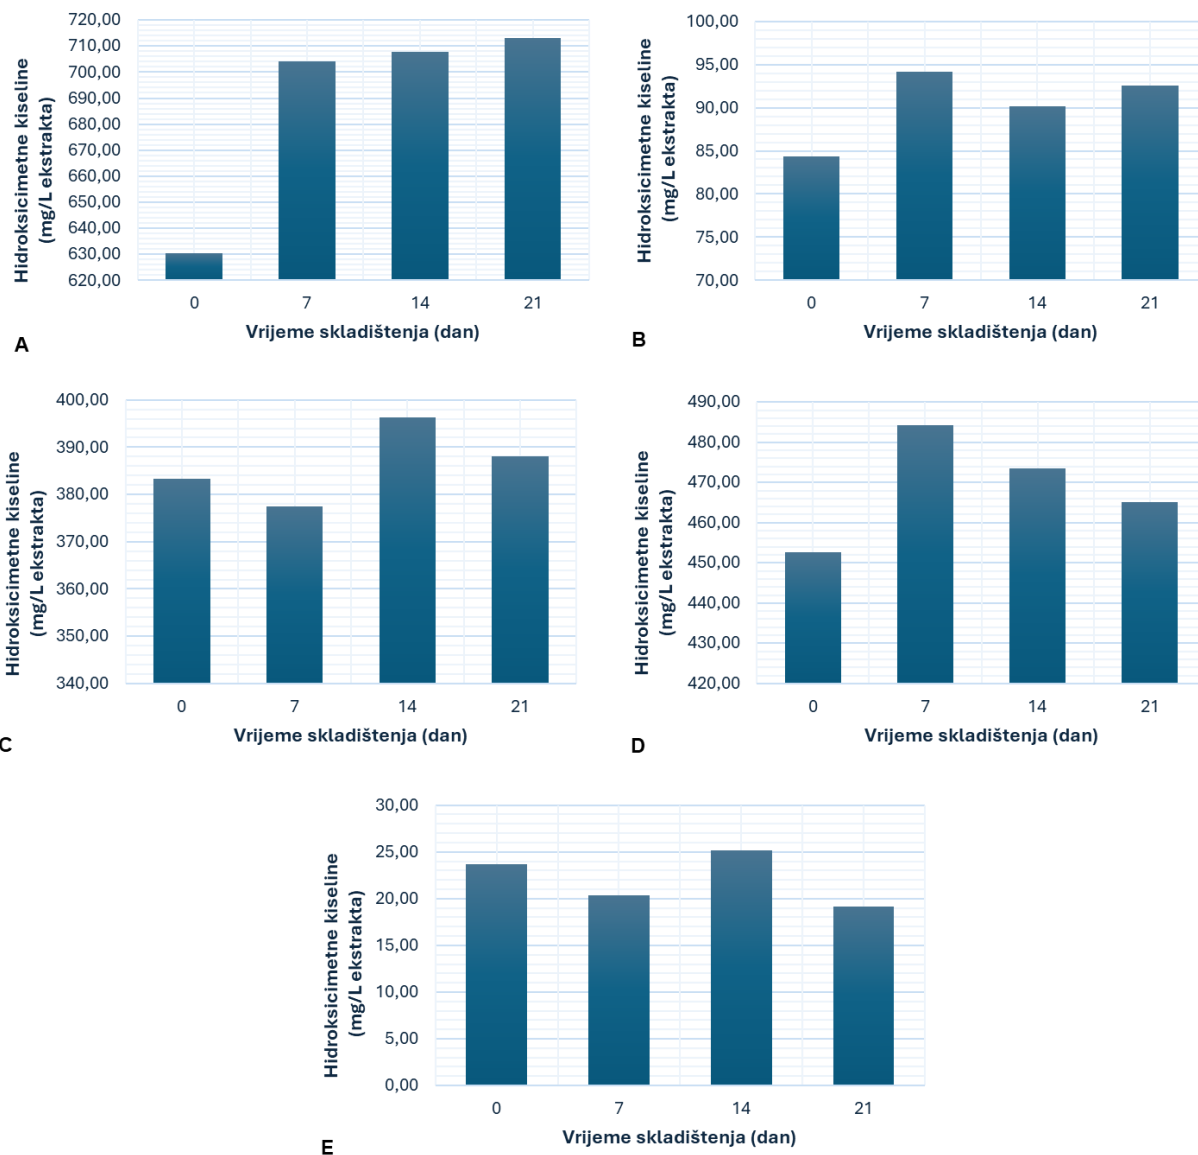 Hidroksicimetne kiseline
(mg/L ekstrakta)
720,00
710,00
700,00
690,00
680,00
670,00
660,00
650,00
640,00
630,00
620,00
0 7 14 21
Vrijeme skladištenja (dan)
A
Hidroksicimetne kiseline
(mg/L ekstrakta)
100,00
95,00
90,00
85,00
80,00
75,00
70,00
0 7 14 21
Vrijeme skladištenja (dan)
B
Hidroksicimetne kiseline
(mg/L ekstrakta)
400,00
390,00
380,00
370,00
360,00
350,00
340,00
0 7 14 21
Vrijeme skladištenja (dan)
C
Hidroksicimetne kiseline
(mg/L ekstrakta)
490,00
480,00
470,00
460,00
450,00
440,00
430,00
420,00
0 7 14 21
Vrijeme skladištenja (dan)
D
Hidroksicimetne kiseline
(mg/L ekstrakta)
30,00
25,00
20,00
15,00
10,00
5,00
0,00
0 7 14 21
Vrijeme skladištenja (dan)
E